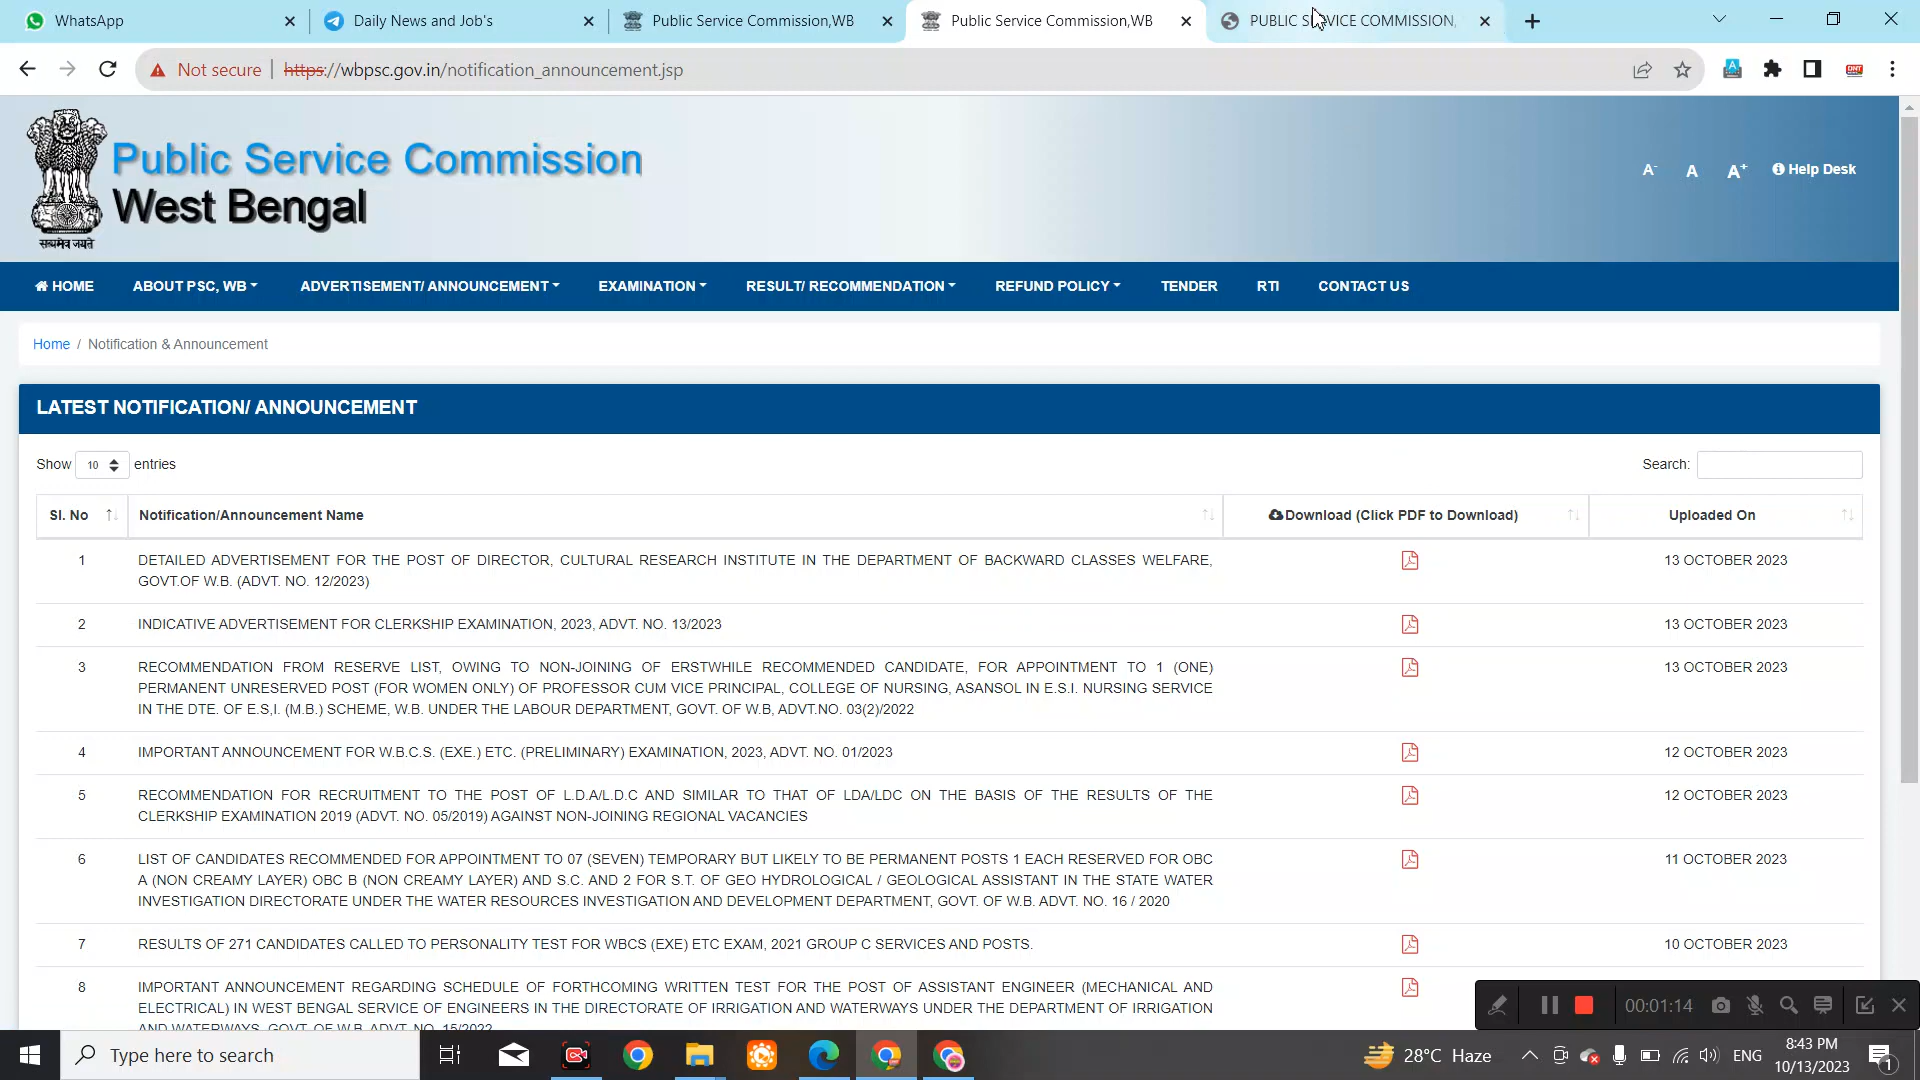 WhatsApp
Daily News and Job's
Public Service Commission,WB
Public Service Commission,WB
PUBLIC SERVICE COMMISSION,
Not secure https://wbpsc.gov.in/notification_announcement.jsp
Public Service Commission
West Bengal
सत्यमेव जयते
A- A A+ Help Desk
HOME ABOUT PSC, WB ADVERTISEMENT/ ANNOUNCEMENT EXAMINATION RESULT/ RECOMMENDATION REFUND POLICY TENDER RTI CONTACT US
Home / Notification & Announcement
LATEST NOTIFICATION/ ANNOUNCEMENT
Show 10 entries Search:
Sl. No Notification/Announcement Name Download (Click PDF to Download) Uploaded On
1 DETAILED ADVERTISEMENT FOR THE POST OF DIRECTOR, CULTURAL RESEARCH INSTITUTE IN THE DEPARTMENT OF BACKWARD CLASSES WELFARE, 13 OCTOBER 2023
GOVT.OF W.B. (ADVT. NO. 12/2023)
2 INDICATIVE ADVERTISEMENT FOR CLERKSHIP EXAMINATION, 2023, ADVT. NO. 13/2023 13 OCTOBER 2023
3 RECOMMENDATION FROM RESERVE LIST, OWING TO NON-JOINING OF ERSTWHILE RECOMMENDED CANDIDATE, FOR APPOINTMENT TO 1 (ONE) 13 OCTOBER 2023
PERMANENT UNRESERVED POST (FOR WOMEN ONLY) OF PROFESSOR CUM VICE PRINCIPAL, COLLEGE OF NURSING, ASANSOL IN E.S.I. NURSING SERVICE
IN THE DTE. OF E.S,I. (M.B.) SCHEME, W.B. UNDER THE LABOUR DEPARTMENT, GOVT. OF W.B, ADVT.NO. 03(2)/2022
4 IMPORTANT ANNOUNCEMENT FOR W.B.C.S. (EXE.) ETC. (PRELIMINARY) EXAMINATION, 2023, ADVT. NO. 01/2023 12 OCTOBER 2023
5 RECOMMENDATION FOR RECRUITMENT TO THE POST OF L.D.A/L.D.C AND SIMILAR TO THAT OF LDA/LDC ON THE BASIS OF THE RESULTS OF THE 12 OCTOBER 2023
CLERKSHIP EXAMINATION 2019 (ADVT. NO. 05/2019) AGAINST NON-JOINING REGIONAL VACANCIES
6 LIST OF CANDIDATES RECOMMENDED FOR APPOINTMENT TO 07 (SEVEN) TEMPORARY BUT LIKELY TO BE PERMANENT POSTS 1 EACH RESERVED FOR OBC 11 OCTOBER 2023
A (NON CREAMY LAYER) OBC B (NON CREAMY LAYER) AND S.C. AND 2 FOR S.T. OF GEO HYDROLOGICAL / GEOLOGICAL ASSISTANT IN THE STATE WATER
INVESTIGATION DIRECTORATE UNDER THE WATER RESOURCES INVESTIGATION AND DEVELOPMENT DEPARTMENT, GOVT. OF W.B. ADVT. NO. 16 / 2020
7 RESULTS OF 271 CANDIDATES CALLED TO PERSONALITY TEST FOR WBCS (EXE) ETC EXAM, 2021 GROUP C SERVICES AND POSTS. 10 OCTOBER 2023
8 IMPORTANT ANNOUNCEMENT REGARDING SCHEDULE OF FORTHCOMING WRITTEN TEST FOR THE POST OF ASSISTANT ENGINEER (MECHANICAL AND
ELECTRICAL) IN WEST BENGAL SERVICE OF ENGINEERS IN THE DIRECTORATE OF IRRIGATION AND WATERWAYS UNDER THE DEPARTMENT OF IRRIGATION
AND WATERWAYS, GOVT. OF W.B. ADVT. NO. 15/2022
00:01:14
Type here to search 28°C Haze ENG 8:43 PM
10/13/2023 1